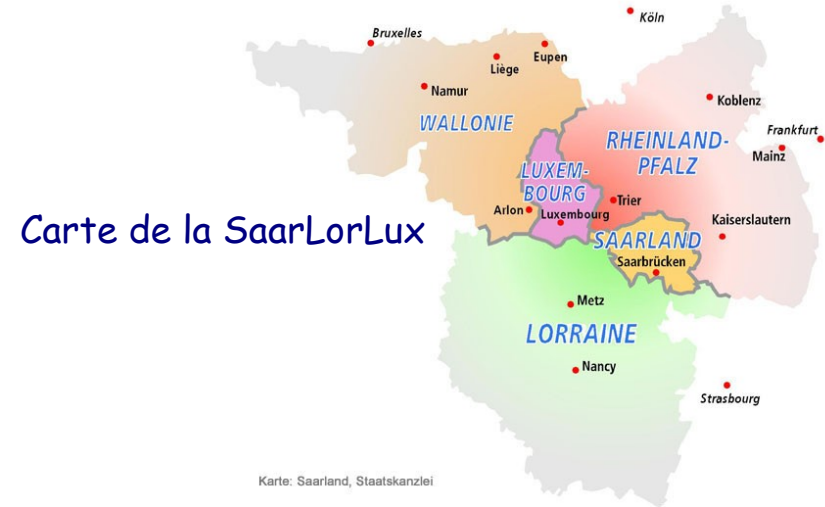 Köln
Bruxelles
Eupen
Liège
Namur
Koblenz
WALLONIE
Frankfurt
RHEINLAND-
PFALZ
Mainz
LUXEM-
BOURG
Trier
Arlon
Luxembourg
Kaiserslautern
Carte de la SaarLorLux
SAARLAND
Saarbrücken
Metz
LORRAINE
Nancy
Strasbourg
Karte: Saarland, Staatskanzlei